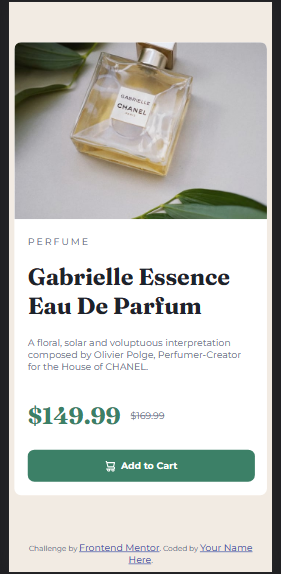 GABRIELLE
CHANEL
PARIS
PERFUME
Gabrielle Essence
Eau De Parfum
A floral, solar and voluptuous interpretation
composed by Olivier Polge, Perfumer-Creator
for the House of CHANEL.
$149.99 $169.99
Add to Cart
Challenge by Frontend Mentor. Coded by Your Name
Here.